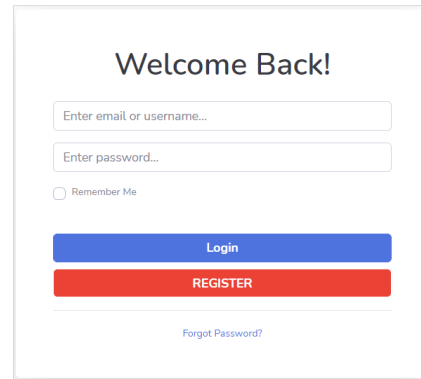 Welcome Back!
Enter email or username...
Enter password...
Remember Me
Login
REGISTER
Forgot Password?